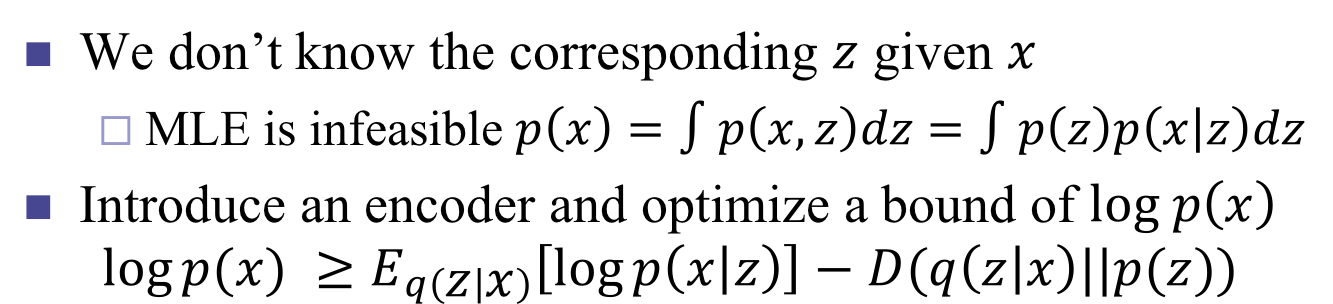 ■ We don’t know the corresponding z given x
□ MLE is infeasible p(x) = ∫ p(x, z)dz = ∫ p(z)p(x|z)dz
■ Introduce an encoder and optimize a bound of log p(x)
log p(x) ≥ E_{q(z|x)}[log p(x|z)] − D(q(z|x)||p(z))